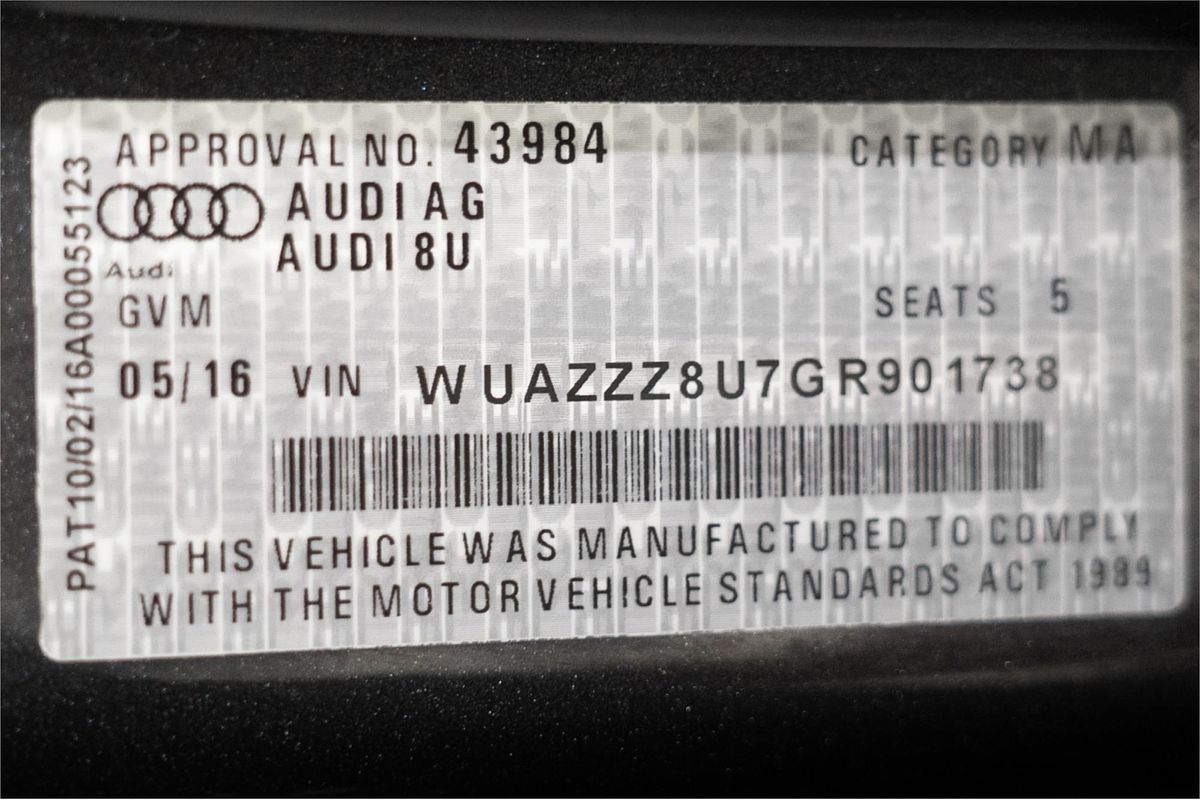 APPROVAL NO. 43984 CATEGORY MA
AUDI AG
Audi
AUDI 8U
GVM SEATS 5
05/16 VIN WUAZZZ8U7GR901738
THIS VEHICLE WAS MANUFACTURED TO COMPLY
WITH THE MOTOR VEHICLE STANDARDS ACT 1989
PAT10/02/16A00055123